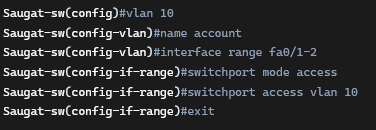 Saugat-sw(config)#vlan 10
Saugat-sw(config-vlan)#name account
Saugat-sw(config-vlan)#interface range fa0/1-2
Saugat-sw(config-if-range)#switchport mode access
Saugat-sw(config-if-range)#switchport access vlan 10
Saugat-sw(config-if-range)#exit